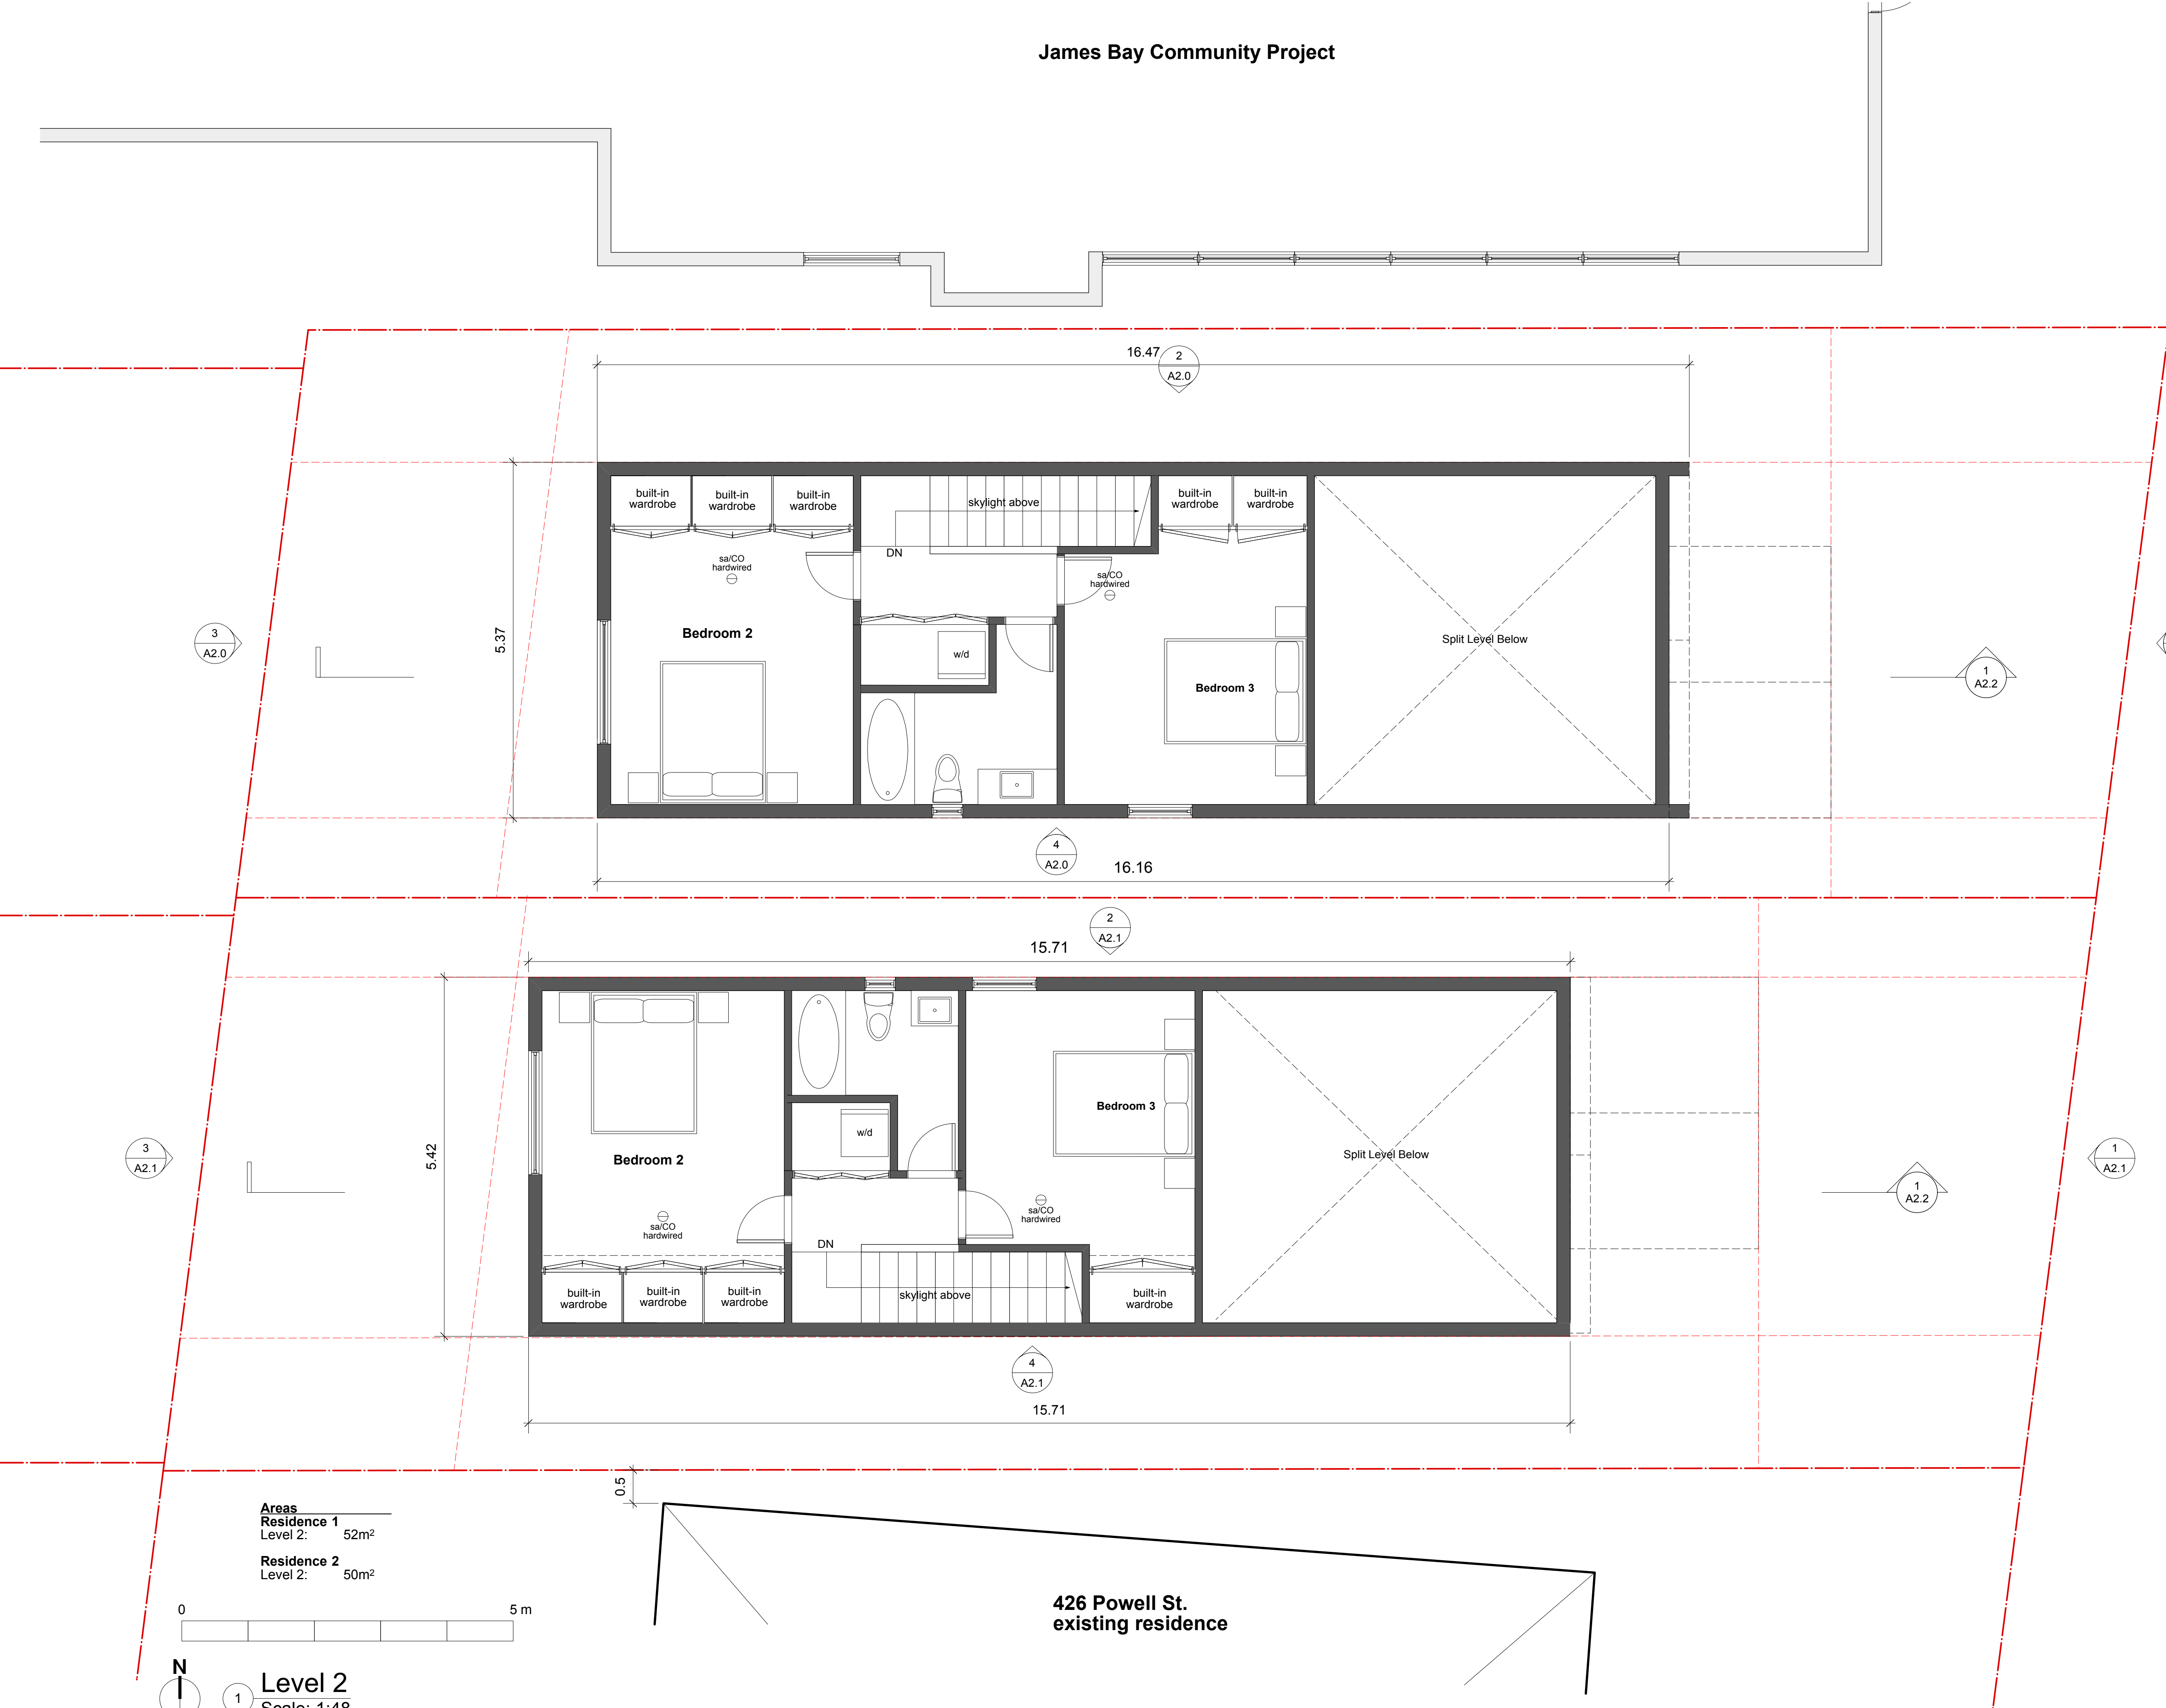 James Bay Community Project
16.47
2
A2.0
built-in
wardrobe
built-in
wardrobe
built-in
wardrobe
skylight above
built-in
wardrobe
built-in
wardrobe
DN
sa/CO
hardwired
sa/CO
hardwired
3
A2.0
5.37
Bedroom 2
w/d
Split Level Below
Bedroom 3
1
A2.2
4
A2.0
16.16
2
A2.1
15.71
Bedroom 3
w/d
5.42
3
A2.1
Bedroom 2
Split Level Below
1
A2.1
1
A2.2
sa/CO
hardwired
sa/CO
hardwired
DN
built-in
wardrobe
built-in
wardrobe
built-in
wardrobe
skylight above
built-in
wardrobe
4
A2.1
15.71
0.5
Areas
Residence 1
Level 2: 52m²
Residence 2
Level 2: 50m²
426 Powell St.
existing residence
0 5 m
N
1
Level 2
Scale: 1:48